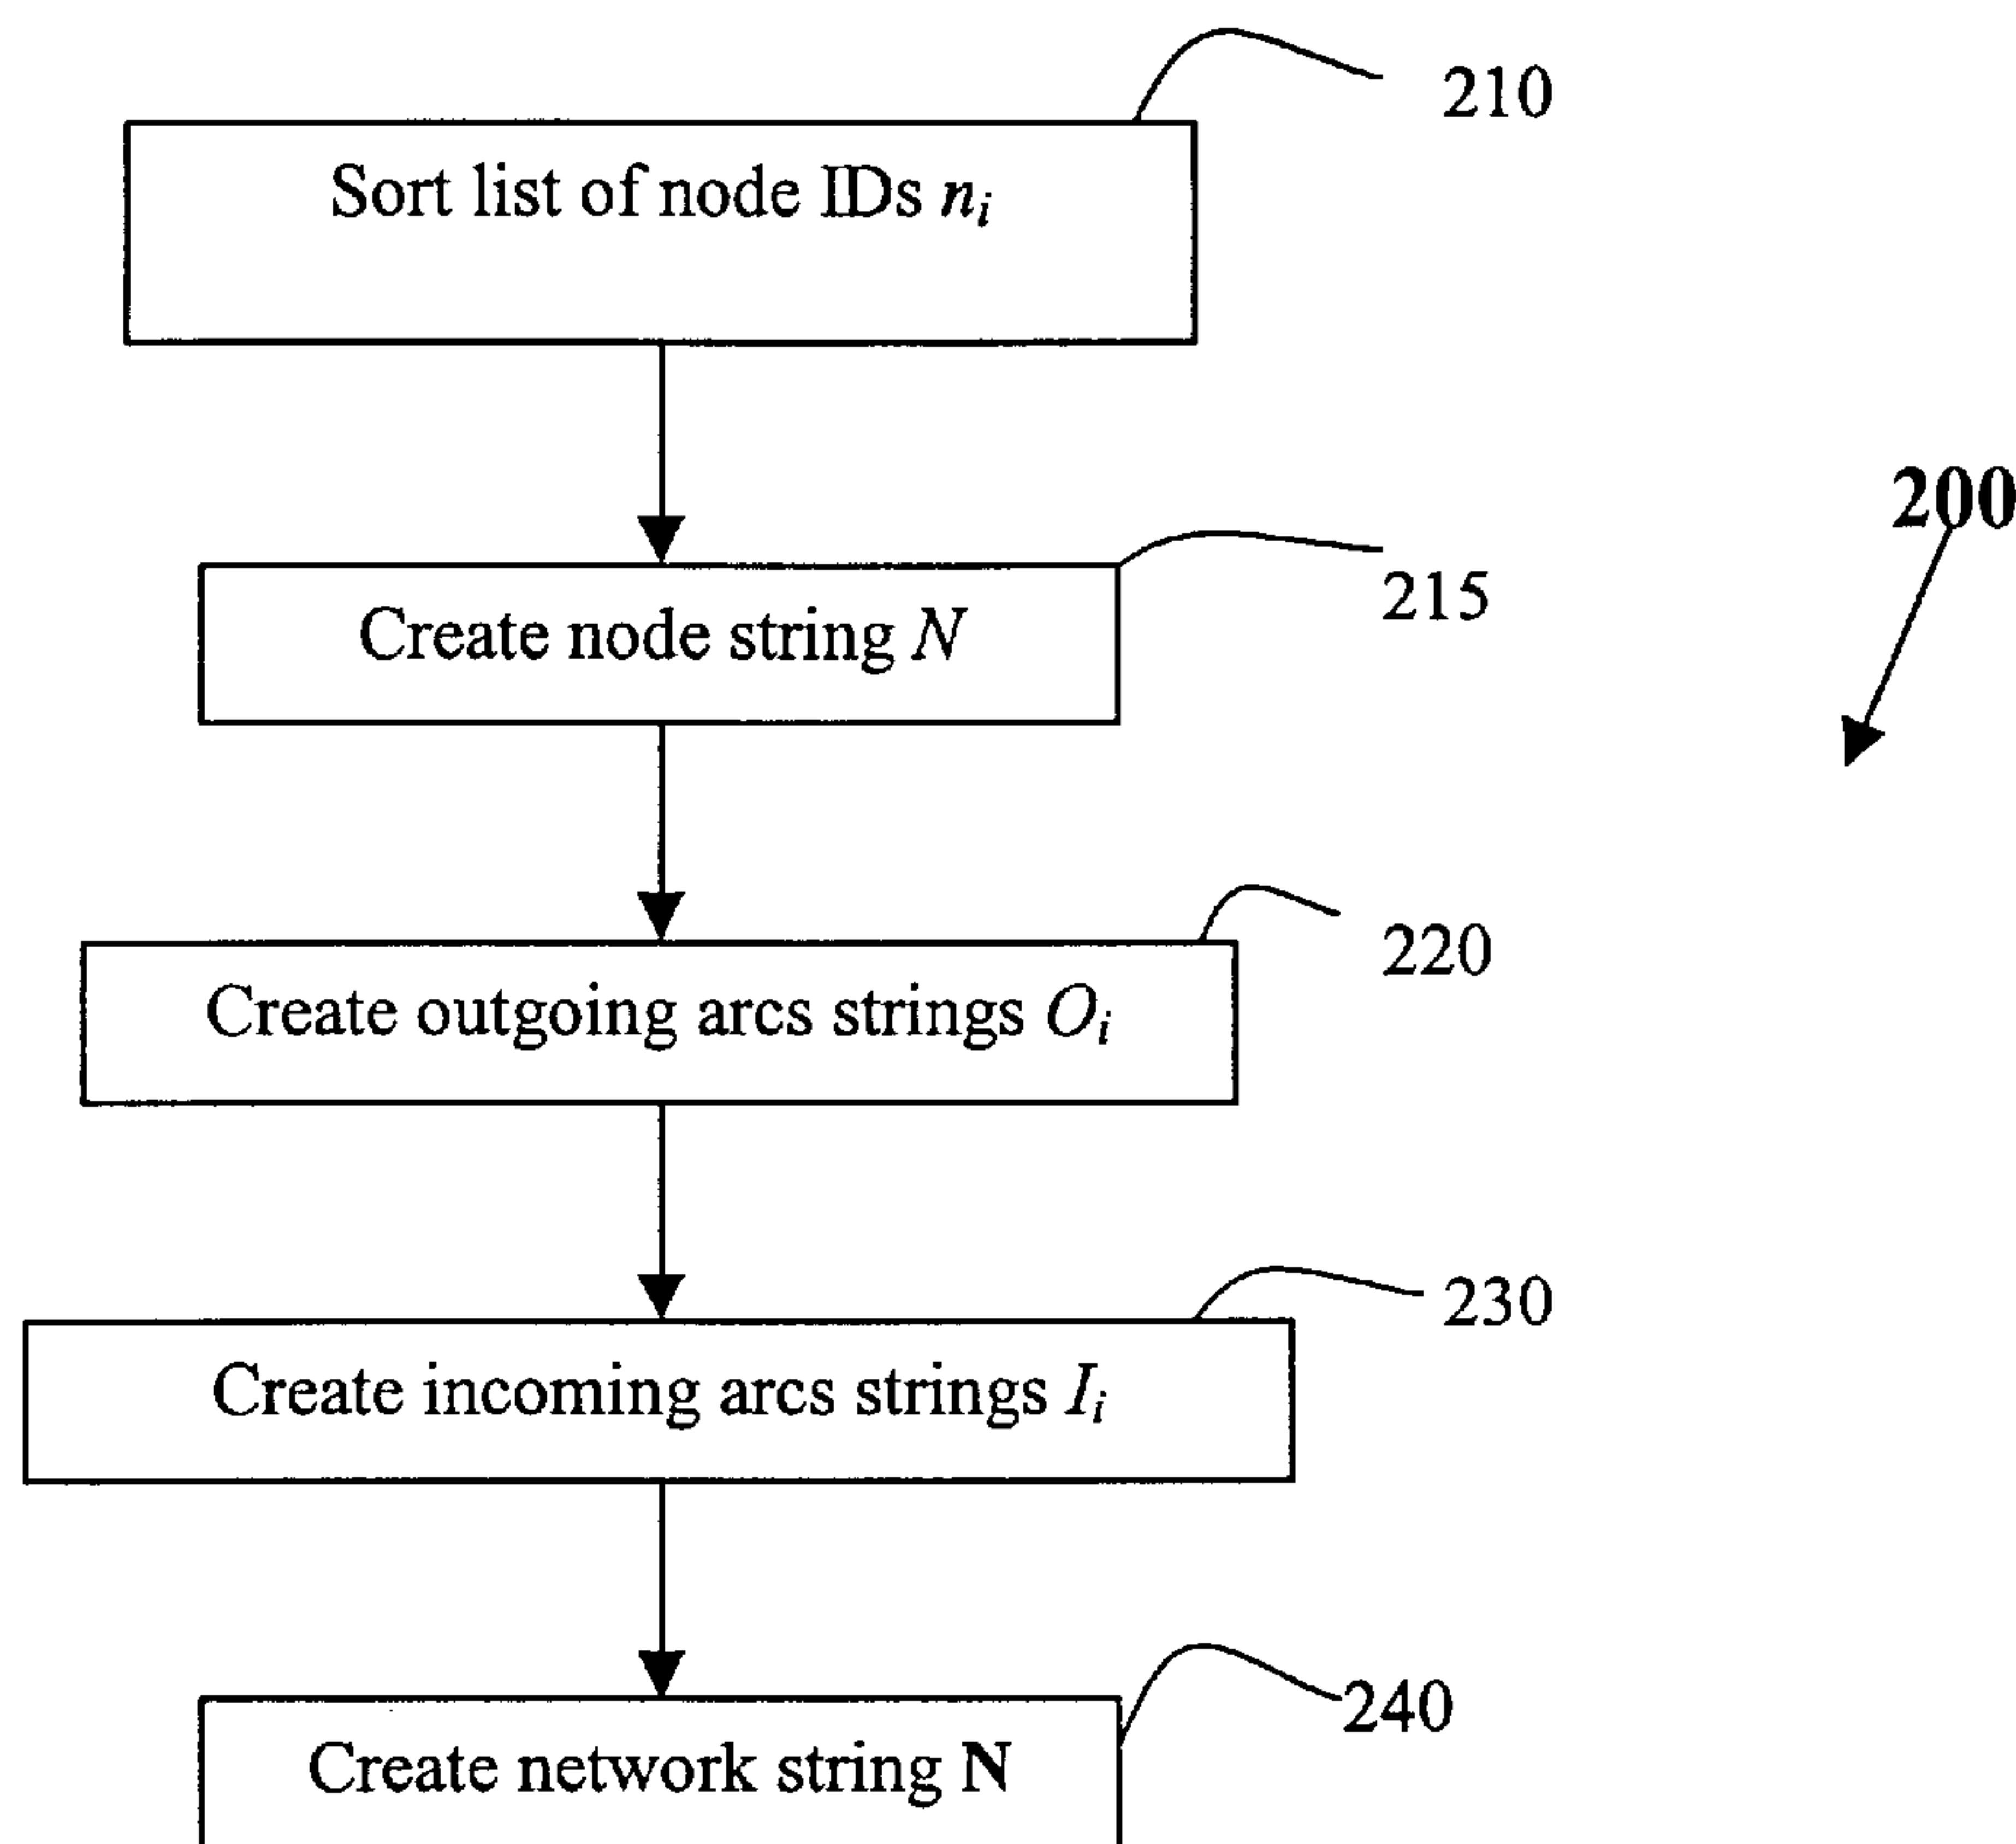 210
Sort list of node IDs nᵢ
200
215
Create node string N
220
Create outgoing arcs strings Oᵢ
230
Create incoming arcs strings Iᵢ
240
Create network string N